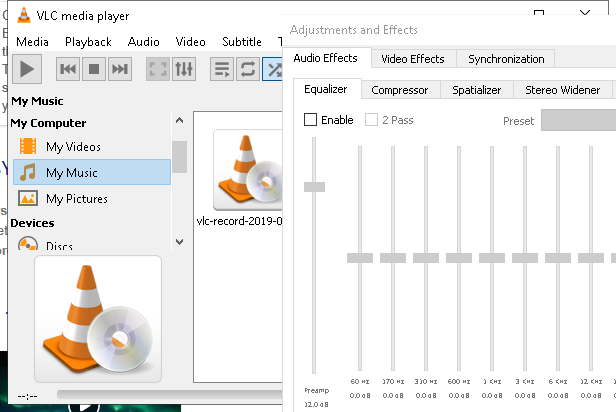 VLC media player
Media Playback Audio Video Subtitle
My Music
My Computer
My Videos
My Music
My Pictures
Devices
Discs
vlc-record-2019-0
--:--
Adjustments and Effects
Audio Effects Video Effects Synchronization
Equalizer Compressor Spatializer Stereo Widener
Enable 2 Pass Preset
60 Hz 170 Hz 310 Hz 600 Hz 1 KHz 3 KHz 6 KHz 12 KHz
Preamp 0.0 dB 0.0 dB 0.0 dB 0.0 dB 0.0 dB 0.0 dB 0.0 dB 0.0 dB
12.0 dB